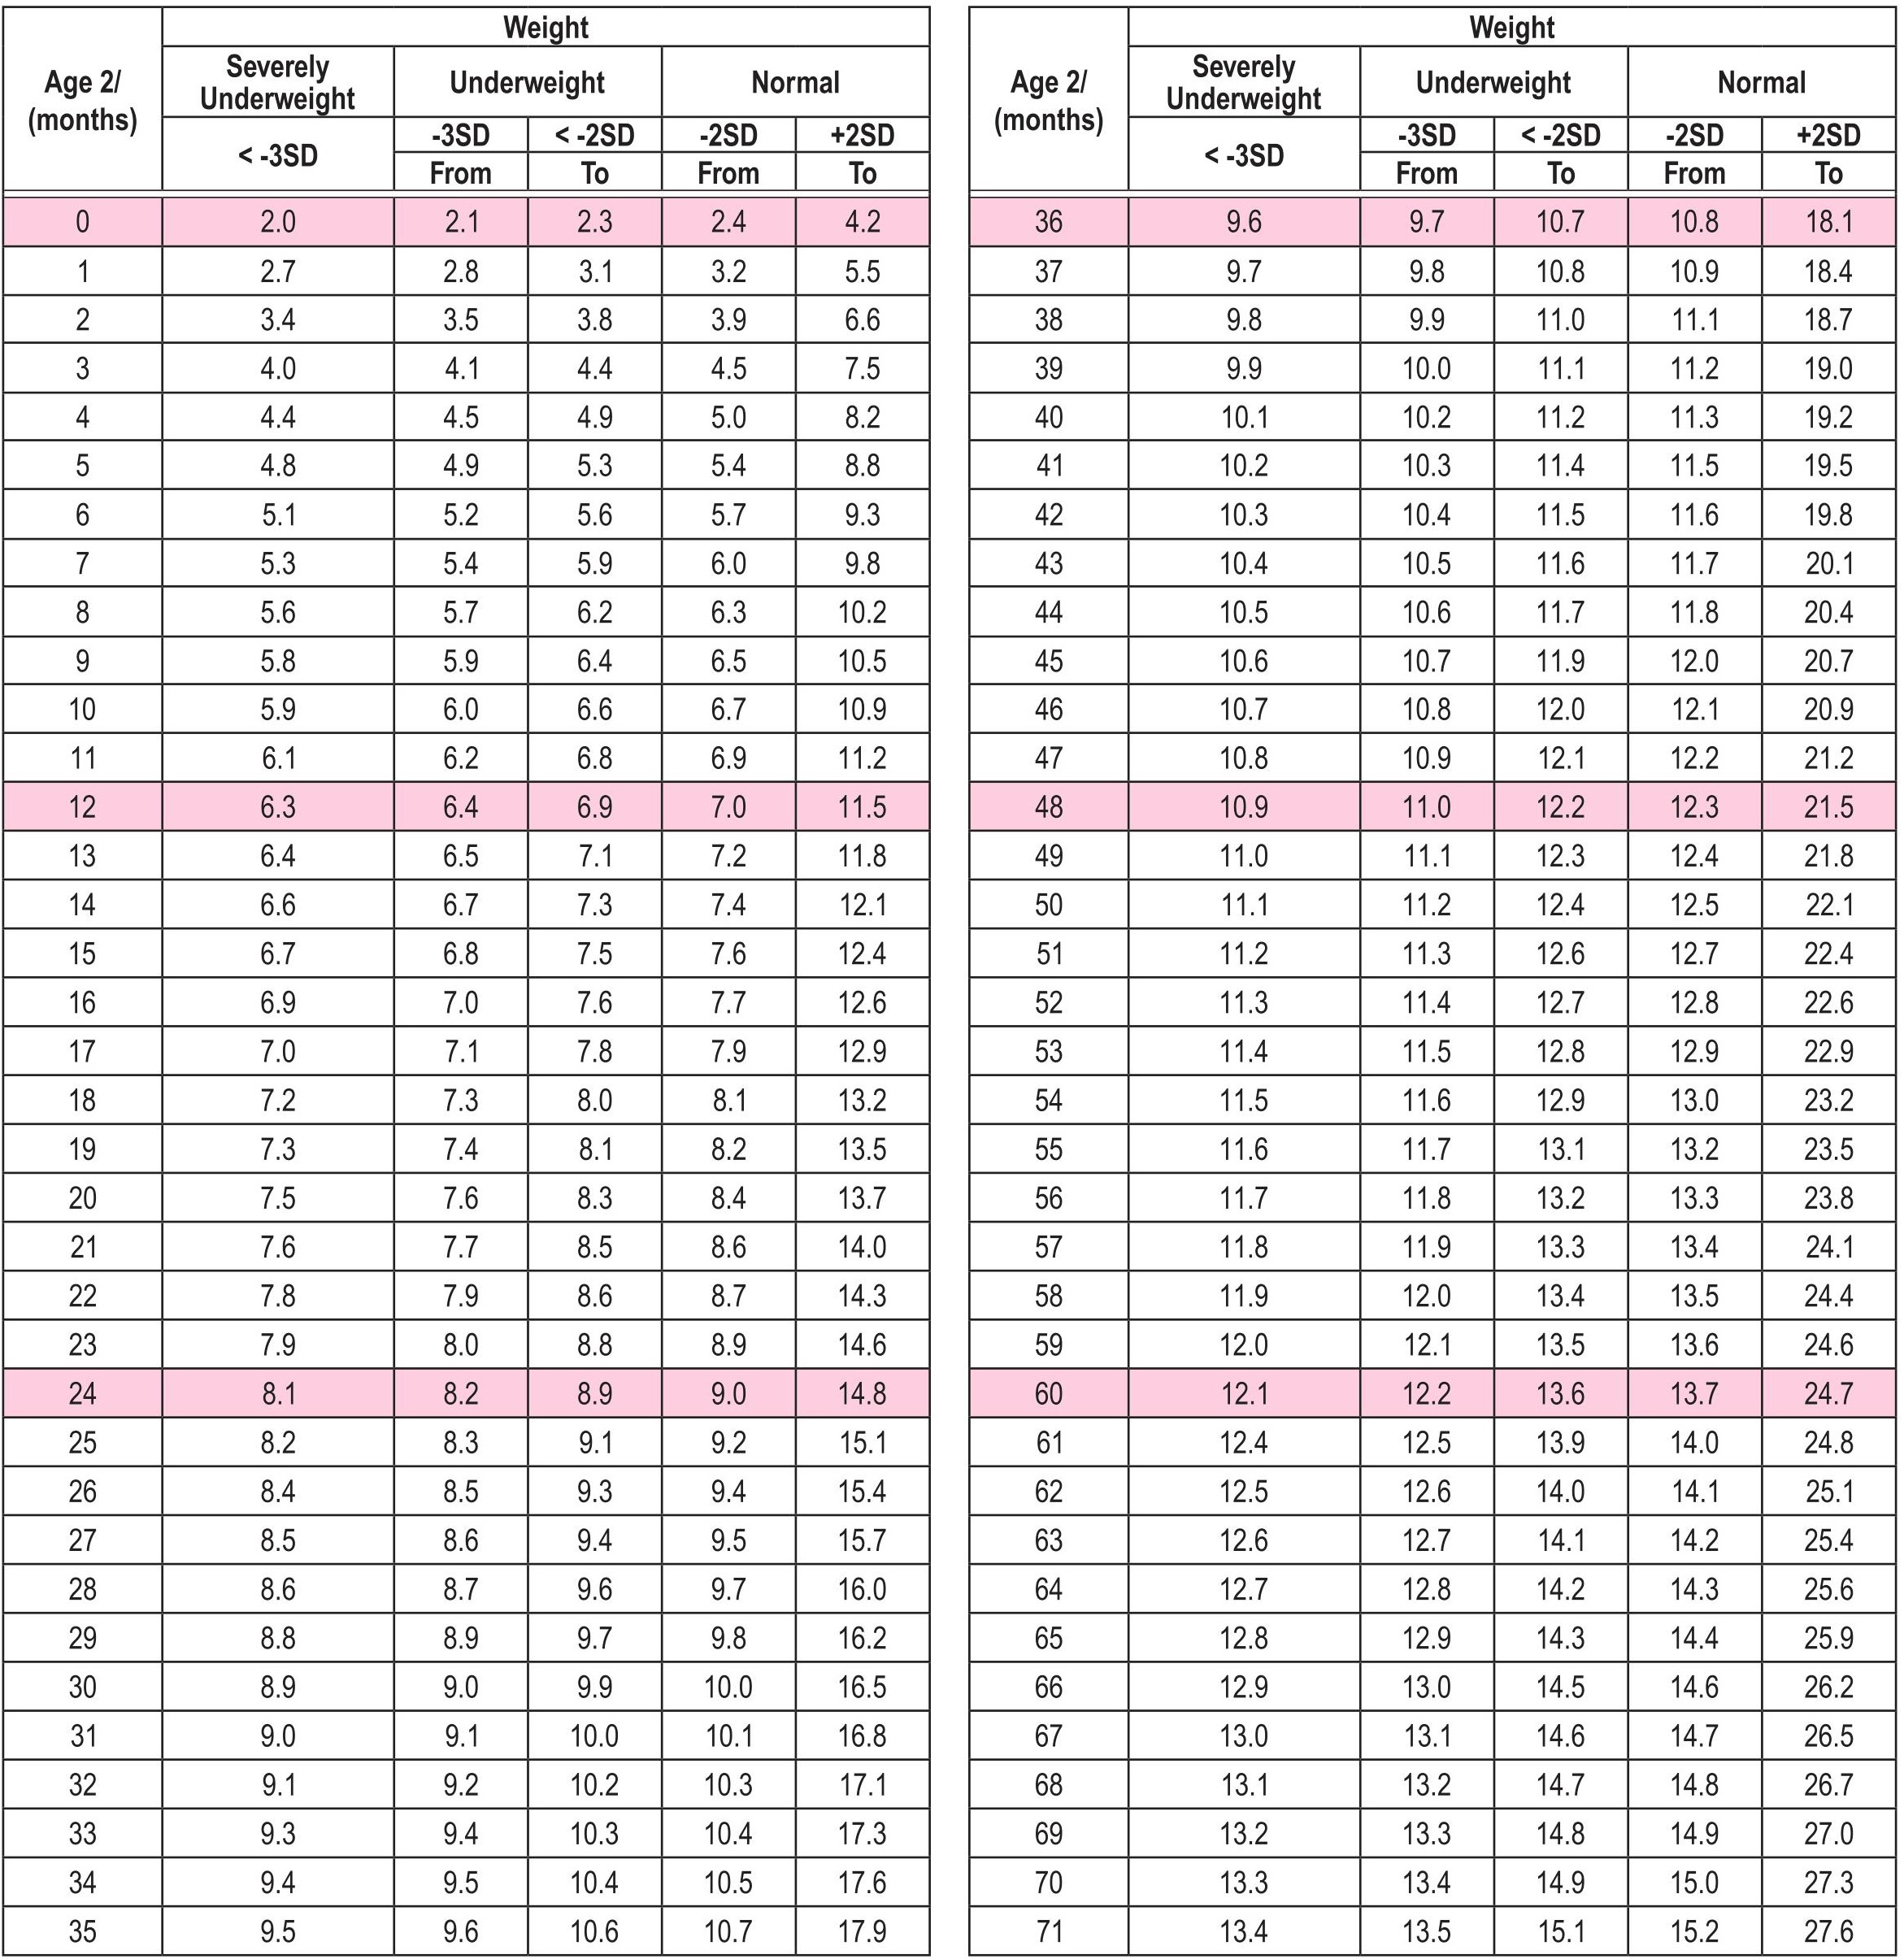 Age 2/ (months) Weight
Severely Underweight Underweight Normal
< -3SD -3SD < -2SD -2SD +2SD
From To From To
0 2.0 2.1 2.3 2.4 4.2
1 2.7 2.8 3.1 3.2 5.5
2 3.4 3.5 3.8 3.9 6.6
3 4.0 4.1 4.4 4.5 7.5
4 4.4 4.5 4.9 5.0 8.2
5 4.8 4.9 5.3 5.4 8.8
6 5.1 5.2 5.6 5.7 9.3
7 5.3 5.4 5.9 6.0 9.8
8 5.6 5.7 6.2 6.3 10.2
9 5.8 5.9 6.4 6.5 10.5
10 5.9 6.0 6.6 6.7 10.9
11 6.1 6.2 6.8 6.9 11.2
12 6.3 6.4 6.9 7.0 11.5
13 6.4 6.5 7.1 7.2 11.8
14 6.6 6.7 7.3 7.4 12.1
15 6.7 6.8 7.5 7.6 12.4
16 6.9 7.0 7.6 7.7 12.6
17 7.0 7.1 7.8 7.9 12.9
18 7.2 7.3 8.0 8.1 13.2
19 7.3 7.4 8.1 8.2 13.5
20 7.5 7.6 8.3 8.4 13.7
21 7.6 7.7 8.5 8.6 14.0
22 7.8 7.9 8.6 8.7 14.3
23 7.9 8.0 8.8 8.9 14.6
24 8.1 8.2 8.9 9.0 14.8
25 8.2 8.3 9.1 9.2 15.1
26 8.4 8.5 9.3 9.4 15.4
27 8.5 8.6 9.4 9.5 15.7
28 8.6 8.7 9.6 9.7 16.0
29 8.8 8.9 9.7 9.8 16.2
30 8.9 9.0 9.9 10.0 16.5
31 9.0 9.1 10.0 10.1 16.8
32 9.1 9.2 10.2 10.3 17.1
33 9.3 9.4 10.3 10.4 17.3
34 9.4 9.5 10.4 10.5 17.6
35 9.5 9.6 10.6 10.7 17.9
Age 2/ (months) Weight
Severely Underweight Underweight Normal
< -3SD -3SD < -2SD -2SD +2SD
From To From To
36 9.6 9.7 10.7 10.8 18.1
37 9.7 9.8 10.8 10.9 18.4
38 9.8 9.9 11.0 11.1 18.7
39 9.9 10.0 11.1 11.2 19.0
40 10.1 10.2 11.2 11.3 19.2
41 10.2 10.3 11.4 11.5 19.5
42 10.3 10.4 11.5 11.6 19.8
43 10.4 10.5 11.6 11.7 20.1
44 10.5 10.6 11.7 11.8 20.4
45 10.6 10.7 11.9 12.0 20.7
46 10.7 10.8 12.0 12.1 20.9
47 10.8 10.9 12.1 12.2 21.2
48 10.9 11.0 12.2 12.3 21.5
49 11.0 11.1 12.3 12.4 21.8
50 11.1 11.2 12.4 12.5 22.1
51 11.2 11.3 12.6 12.7 22.4
52 11.3 11.4 12.7 12.8 22.6
53 11.4 11.5 12.8 12.9 22.9
54 11.5 11.6 12.9 13.0 23.2
55 11.6 11.7 13.1 13.2 23.5
56 11.7 11.8 13.2 13.3 23.8
57 11.8 11.9 13.3 13.4 24.1
58 11.9 12.0 13.4 13.5 24.4
59 12.0 12.1 13.5 13.6 24.6
60 12.1 12.2 13.6 13.7 24.7
61 12.4 12.5 13.9 14.0 24.8
62 12.5 12.6 14.0 14.1 25.1
63 12.6 12.7 14.1 14.2 25.4
64 12.7 12.8 14.2 14.3 25.6
65 12.8 12.9 14.3 14.4 25.9
66 12.9 13.0 14.5 14.6 26.2
67 13.0 13.1 14.6 14.7 26.5
68 13.1 13.2 14.7 14.8 26.7
69 13.2 13.3 14.8 14.9 27.0
70 13.3 13.4 14.9 15.0 27.3
71 13.4 13.5 15.1 15.2 27.6